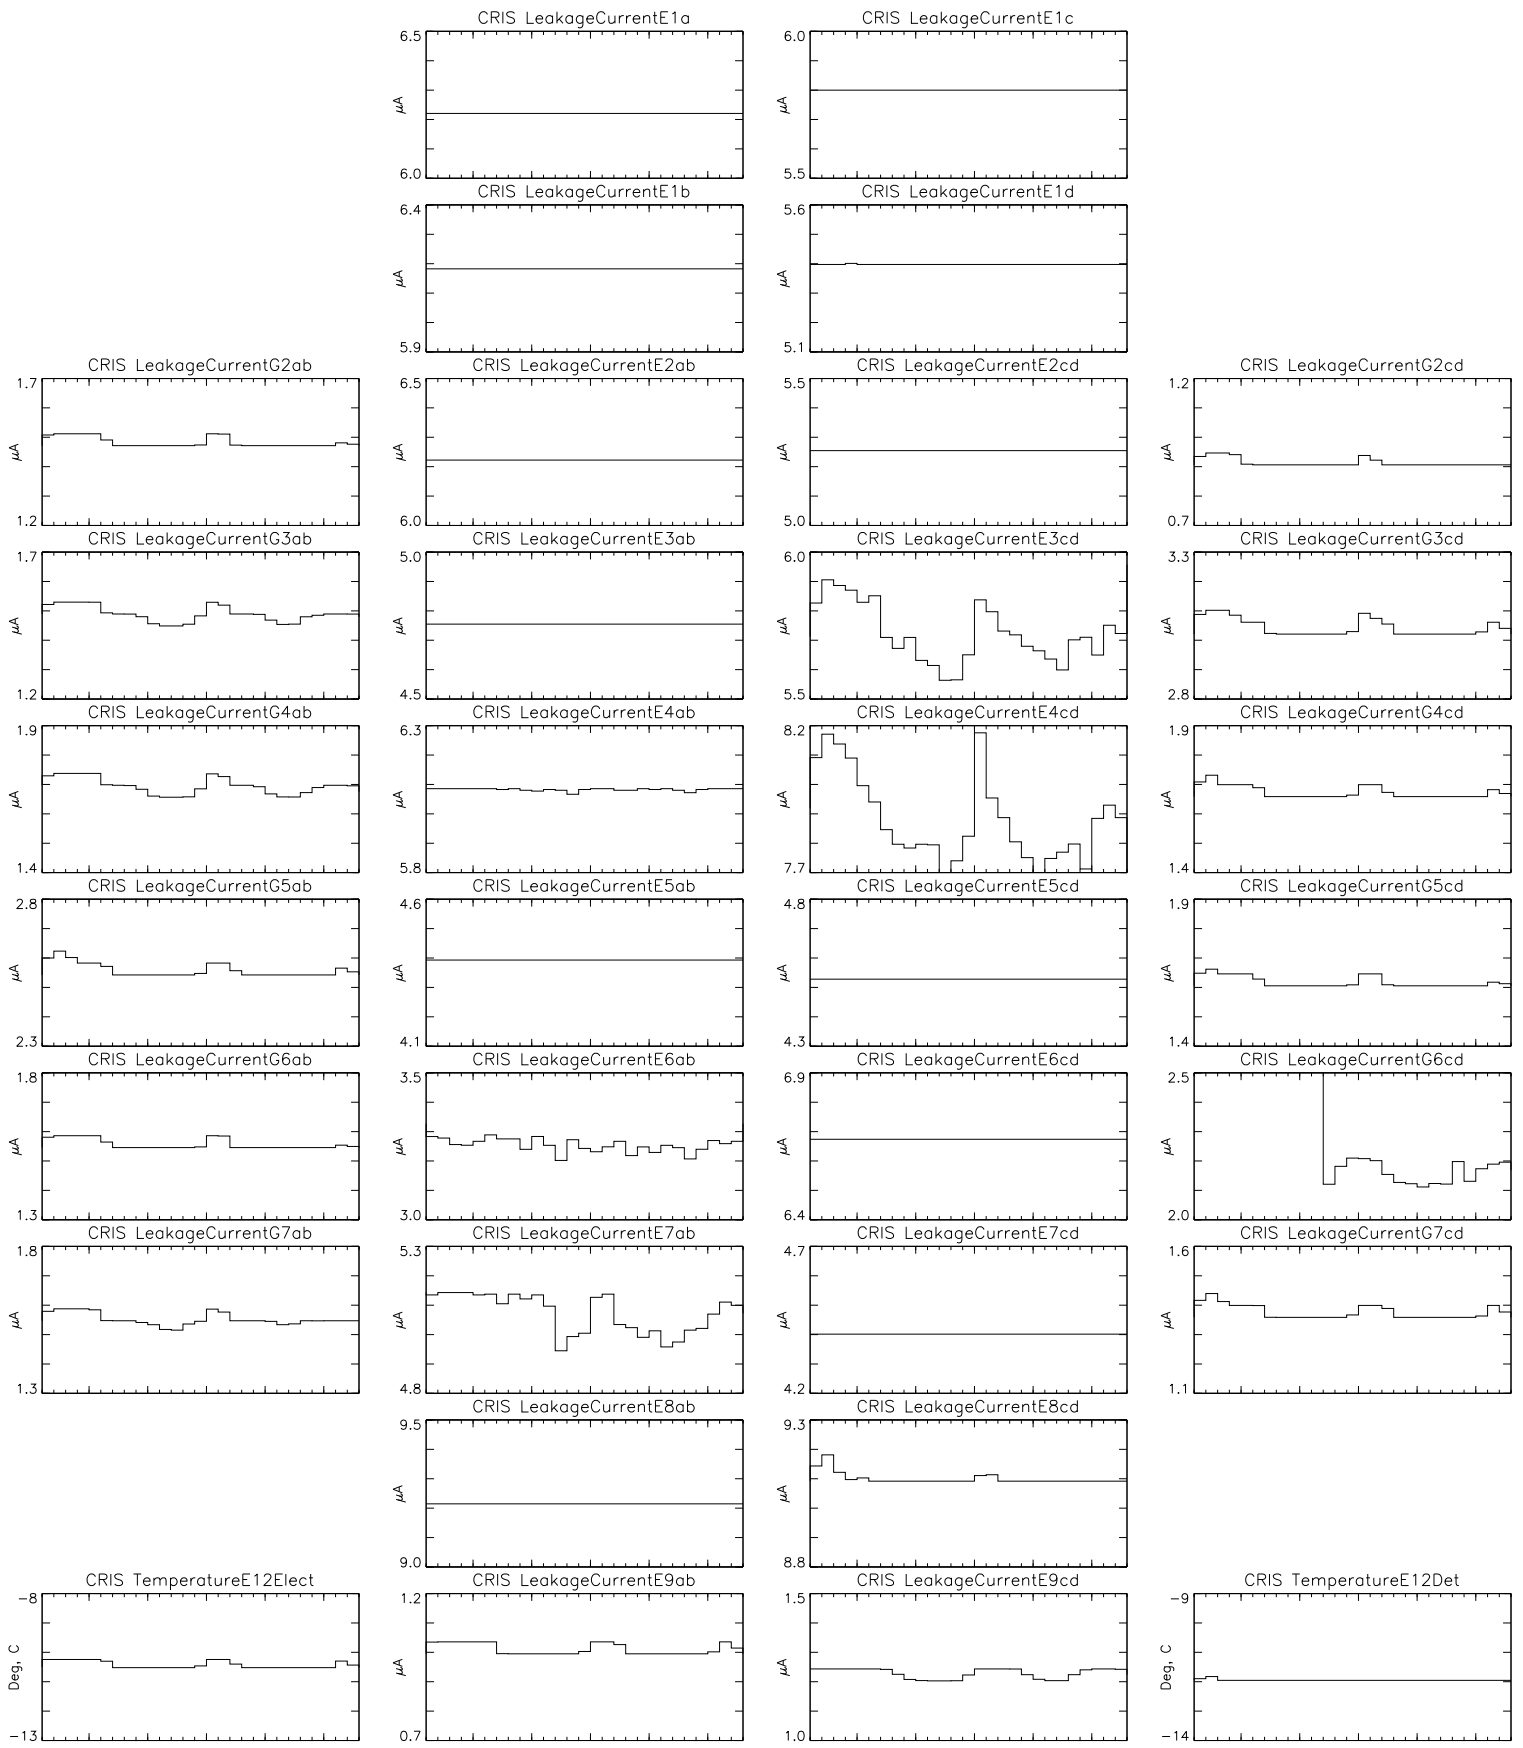 CRIS LeakageCurrentE1a
CRIS LeakageCurrentE1c
6.5
µA
6.0
6.0
µA
5.5
CRIS LeakageCurrentE1b
CRIS LeakageCurrentE1d
6.4
µA
5.9
5.6
µA
5.1
CRIS LeakageCurrentG2ab
CRIS LeakageCurrentE2ab
CRIS LeakageCurrentE2cd
CRIS LeakageCurrentG2cd
1.7
µA
1.2
6.5
µA
6.0
5.5
µA
5.0
1.2
µA
0.7
CRIS LeakageCurrentG3ab
CRIS LeakageCurrentE3ab
CRIS LeakageCurrentE3cd
CRIS LeakageCurrentG3cd
1.7
µA
1.2
5.0
µA
4.5
6.0
µA
5.5
3.3
µA
2.8
CRIS LeakageCurrentG4ab
CRIS LeakageCurrentE4ab
CRIS LeakageCurrentE4cd
CRIS LeakageCurrentG4cd
1.9
µA
1.4
6.3
µA
5.8
8.2
µA
7.7
1.9
µA
1.4
CRIS LeakageCurrentG5ab
CRIS LeakageCurrentE5ab
CRIS LeakageCurrentE5cd
CRIS LeakageCurrentG5cd
2.8
µA
2.3
4.6
µA
4.1
4.8
µA
4.3
1.9
µA
1.4
CRIS LeakageCurrentG6ab
CRIS LeakageCurrentE6ab
CRIS LeakageCurrentE6cd
CRIS LeakageCurrentG6cd
1.8
µA
1.3
3.5
µA
3.0
6.9
µA
6.4
2.5
µA
2.0
CRIS LeakageCurrentG7ab
CRIS LeakageCurrentE7ab
CRIS LeakageCurrentE7cd
CRIS LeakageCurrentG7cd
1.8
µA
1.3
5.3
µA
4.8
4.7
µA
4.2
1.6
µA
1.1
CRIS LeakageCurrentE8ab
CRIS LeakageCurrentE8cd
9.5
µA
9.0
9.3
µA
8.8
CRIS TemperatureE12Elect
CRIS LeakageCurrentE9ab
CRIS LeakageCurrentE9cd
CRIS TemperatureE12Det
-8
Deg, C
-13
1.2
µA
0.7
1.5
µA
1.0
-9
Deg, C
-14